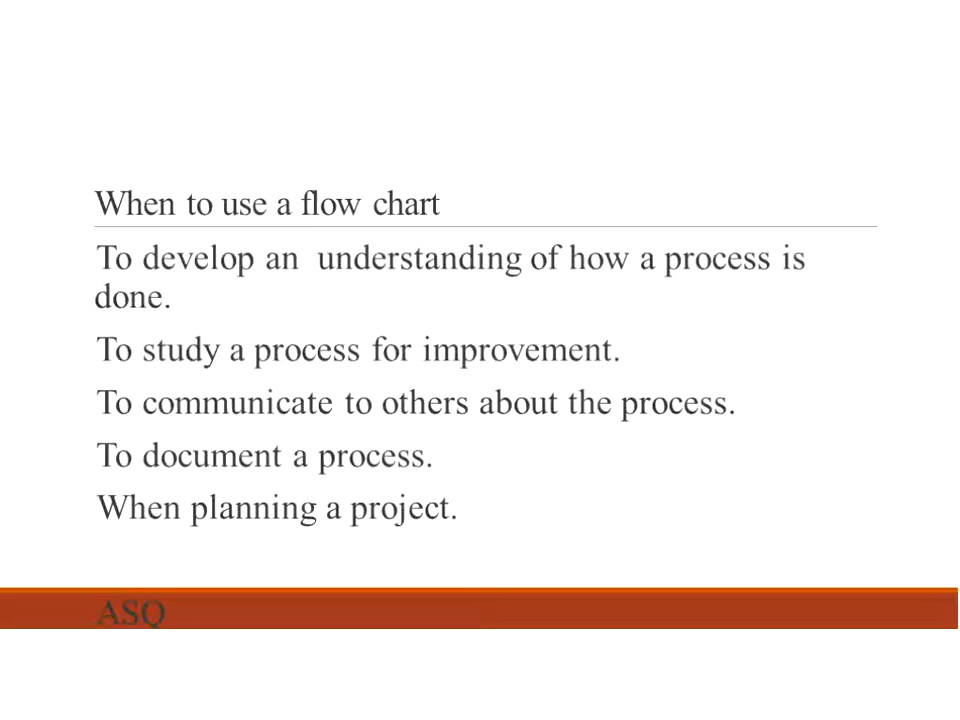 When to use a flow chart
To develop an understanding of how a process is
done.
To study a process for improvement.
To communicate to others about the process.
To document a process.
When planning a project.
ASQ